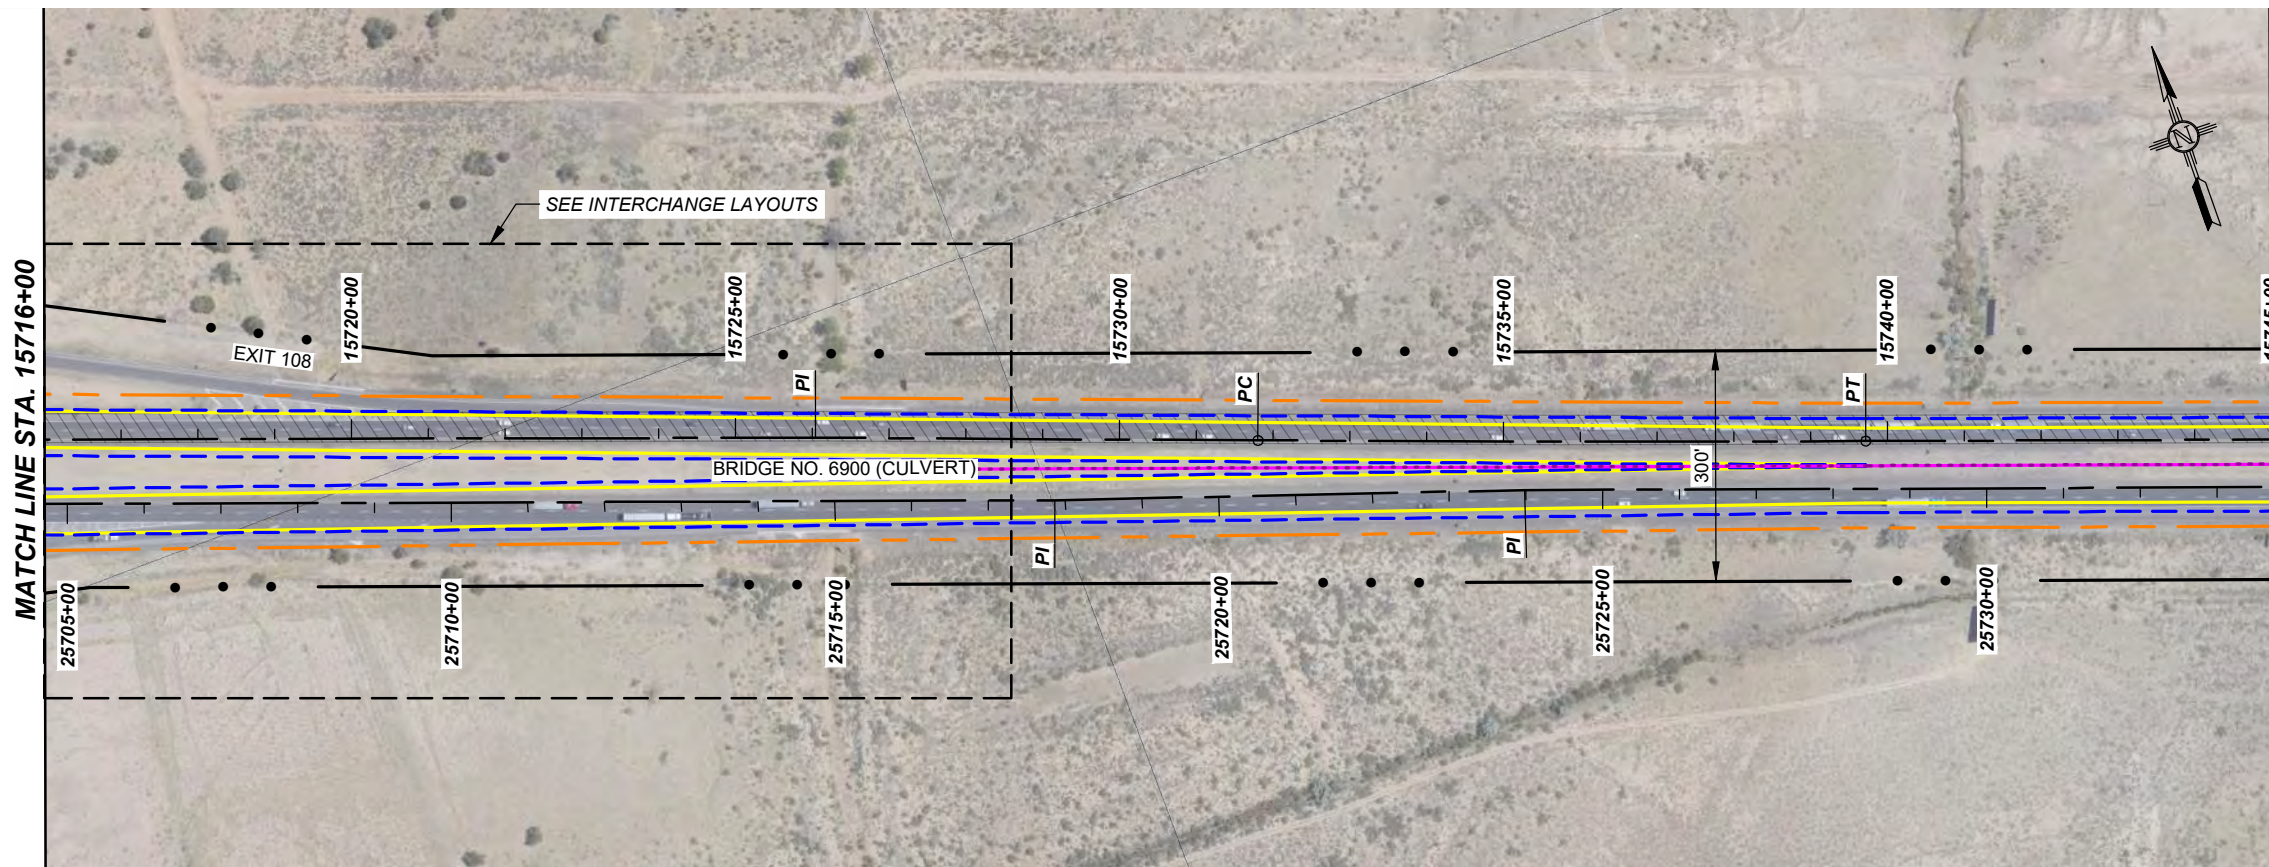 MATCH LINE STA. 15716+00
SEE INTERCHANGE LAYOUTS
EXIT 108
15720+00
15725+00
15730+00
15735+00
15740+00
15745+00
PI
PC
PT
N
BRIDGE NO. 6900 (CULVERT)
300'
PI
PI
25705+00
25710+00
25715+00
25720+00
25725+00
25730+00